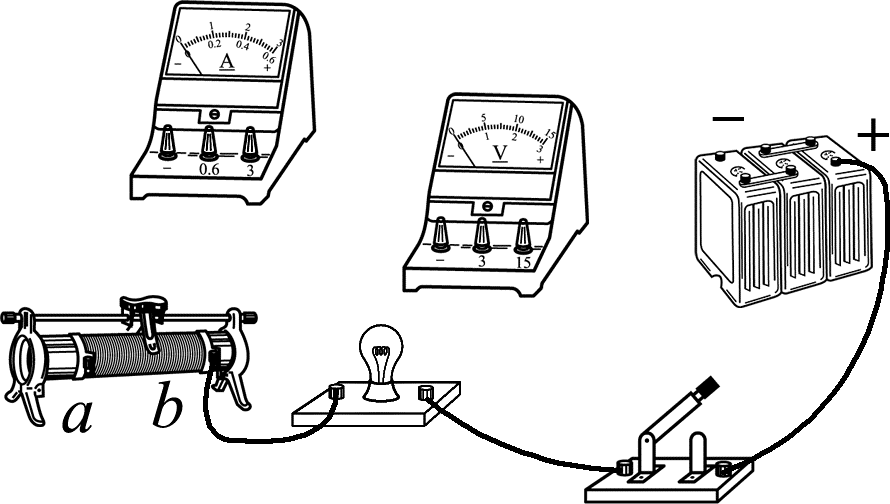 0 1 2 3
0.2 0.4 0.6
− A +
− 0.6 3
0 5 10 15
1 2 3
− V +
− 3 15
− +
a b